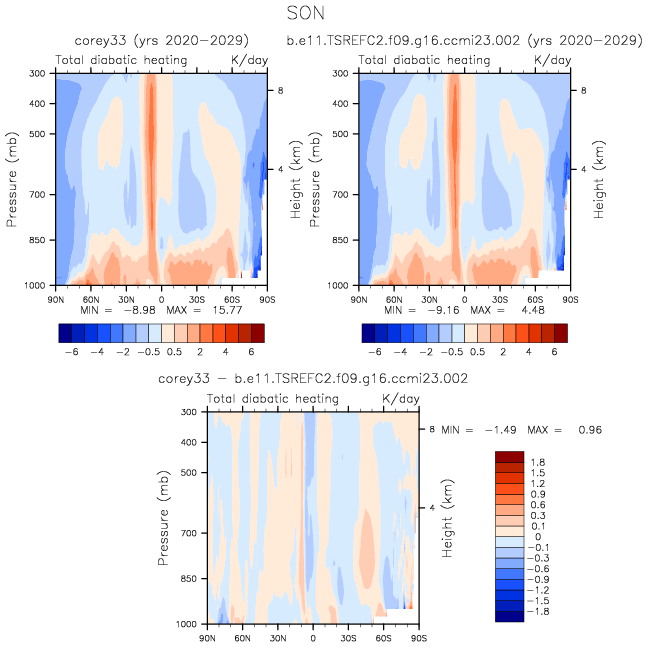 SON
corey33 (yrs 2020-2029)
b.e11.TSREFC2.f09.g16.ccmi23.002 (yrs 2020-2029)
Total diabatic heating K/day
Total diabatic heating K/day
300
400
500
700
850
1000
Pressure (mb)
8
4
Height (km)
90N 60N 30N 0 30S 60S 90S
MIN = -8.98 MAX = 15.77
-6 -4 -2 -0.5 0.5 2 4 6
300
400
500
700
850
1000
Pressure (mb)
8
4
Height (km)
90N 60N 30N 0 30S 60S 90S
MIN = -9.16 MAX = 4.48
-6 -4 -2 -0.5 0.5 2 4 6
corey33 - b.e11.TSREFC2.f09.g16.ccmi23.002
Total diabatic heating K/day
300
400
500
700
850
1000
Pressure (mb)
8
4
Height (km)
90N 60N 30N 0 30S 60S 90S
MIN = -1.49 MAX = 0.96
1.8
1.5
1.2
0.9
0.6
0.3
0.1
0
-0.1
-0.3
-0.6
-0.9
-1.2
-1.5
-1.8